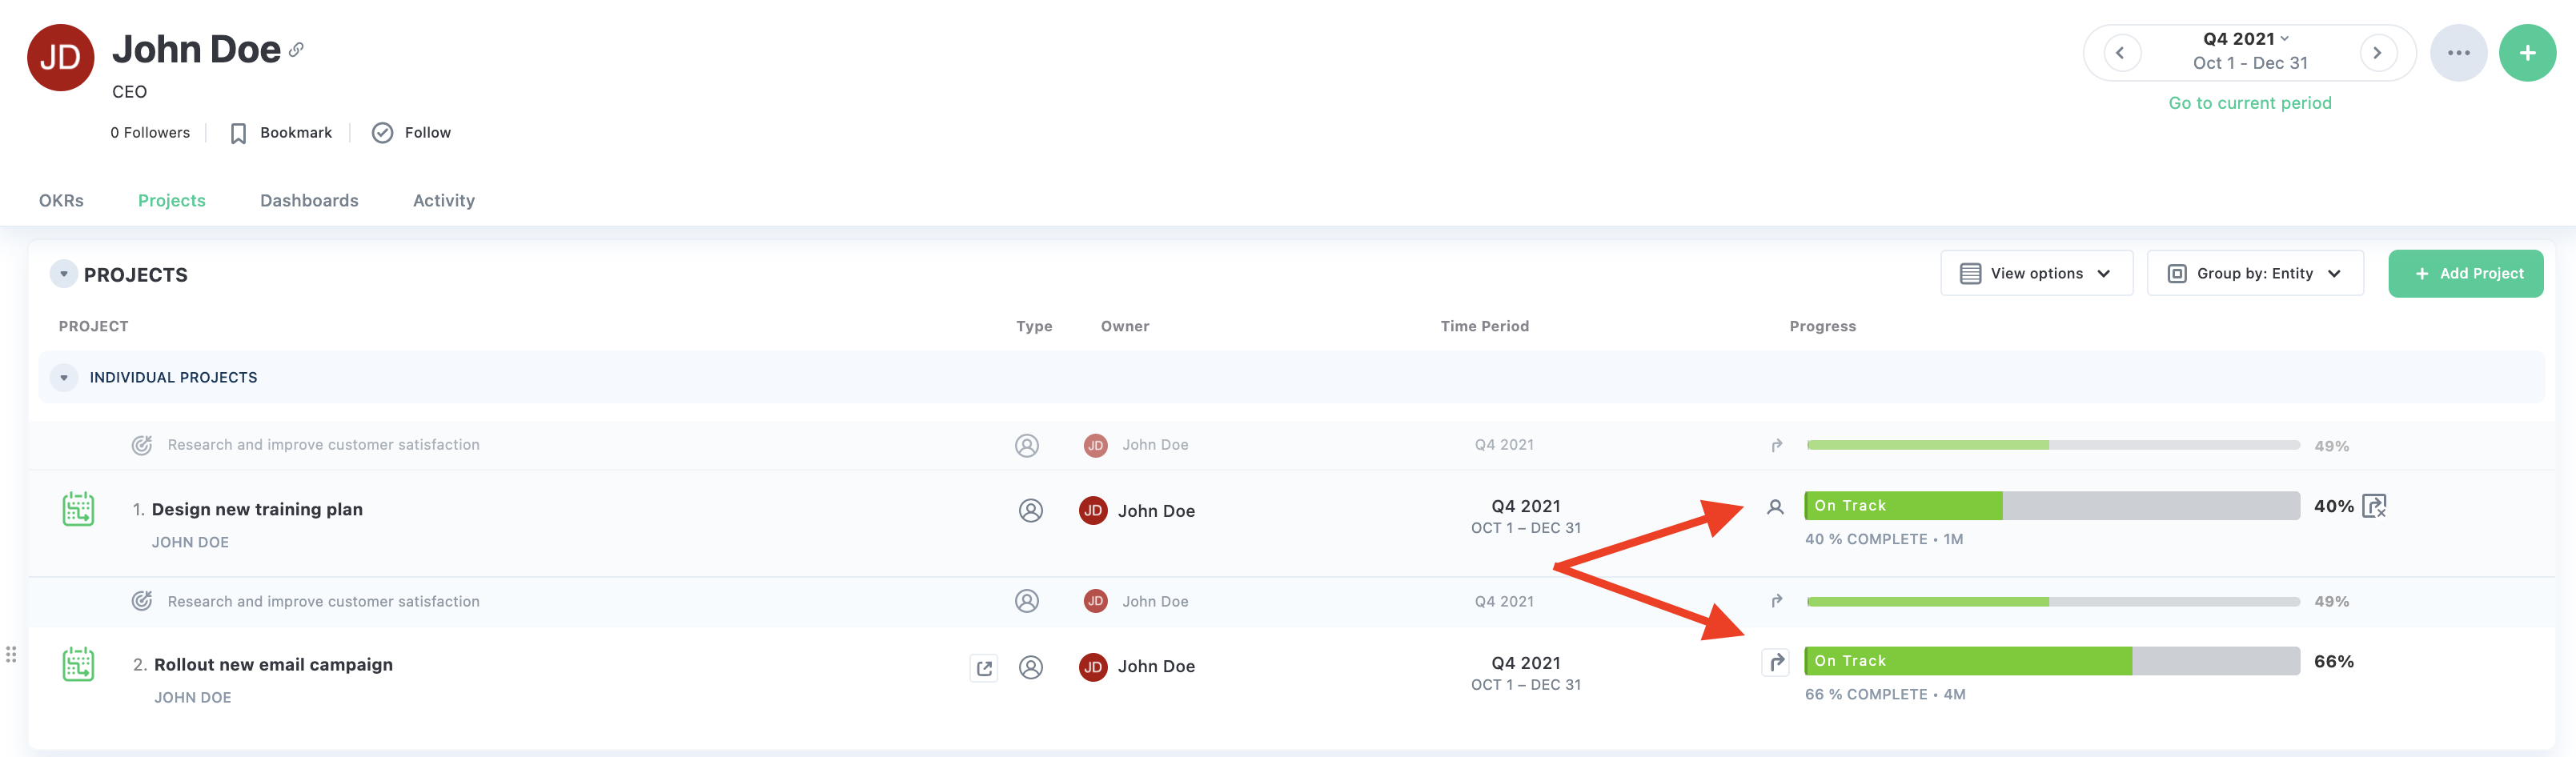 JD
John Doe
CEO
0 Followers
Bookmark
Follow
Q4 2021
Oct 1 - Dec 31
Go to current period
OKRs
Projects
Dashboards
Activity
PROJECTS
View options
Group by: Entity
+ Add Project
PROJECT
Type
Owner
Time Period
Progress
INDIVIDUAL PROJECTS
Research and improve customer satisfaction
JD
John Doe
Q4 2021
49%
1. Design new training plan
JOHN DOE
JD
John Doe
Q4 2021
OCT 1 – DEC 31
On Track
40%
40 % COMPLETE • 1M
Research and improve customer satisfaction
JD
John Doe
Q4 2021
49%
2. Rollout new email campaign
JOHN DOE
JD
John Doe
Q4 2021
OCT 1 – DEC 31
On Track
66%
66 % COMPLETE • 4M